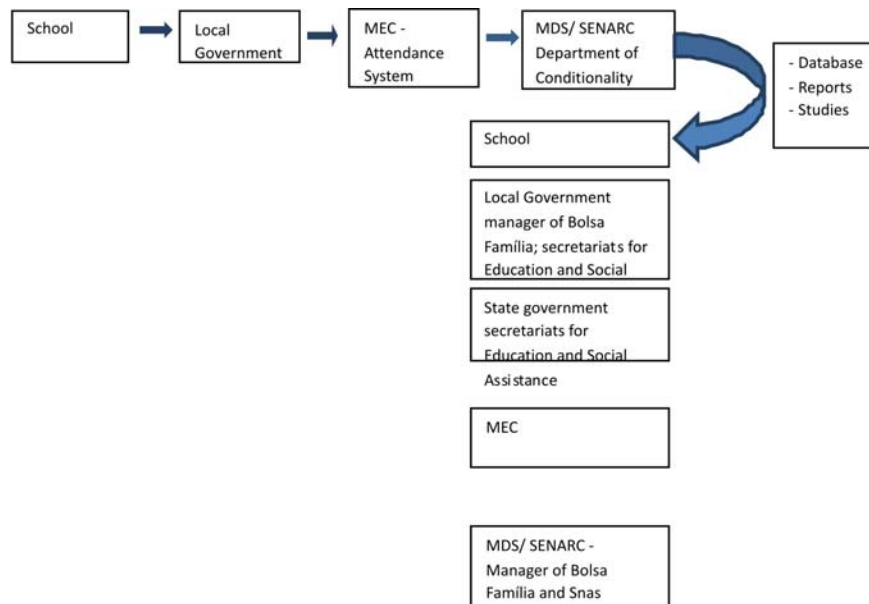 School
Local
Government
MEC -
Attendance
System
MDS/ SENARC
Department of
Conditionality
- Database
- Reports
- Studies
School
Local Government
manager of Bolsa
Família; secretariats for
Education and Social
State government
secretariats for
Education and Social
Assistance
MEC
MDS/ SENARC -
Manager of Bolsa
Família and Snas